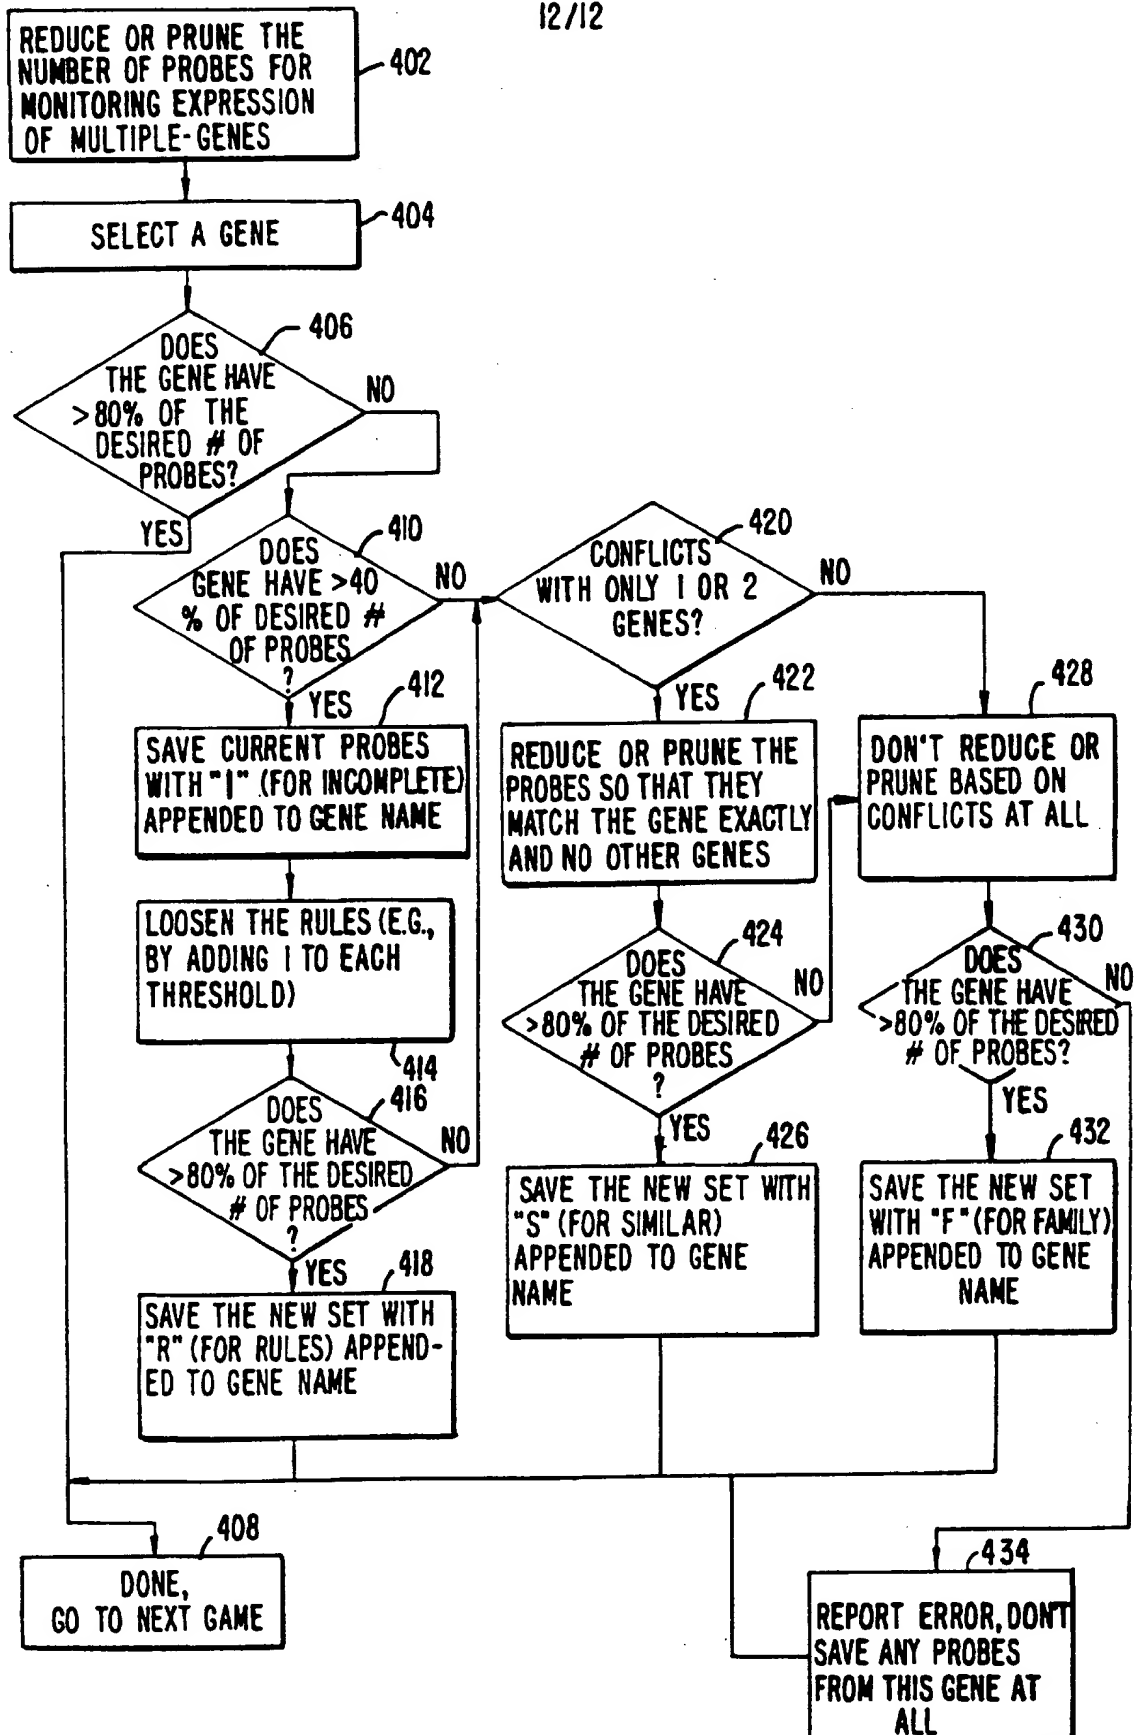 12/12
REDUCE OR PRUNE THE
NUMBER OF PROBES FOR
MONITORING EXPRESSION
OF MULTIPLE-GENES
402
SELECT A GENE
404
406
DOES
THE GENE HAVE
>80% OF THE
DESIRED # OF
PROBES?
NO
YES
410
DOES
GENE HAVE >40
% OF DESIRED #
OF PROBES
?
NO
YES
412
SAVE CURRENT PROBES
WITH "I" (FOR INCOMPLETE)
APPENDED TO GENE NAME
LOOSEN THE RULES (E.G.,
BY ADDING 1 TO EACH
THRESHOLD)
414
416
DOES
THE GENE HAVE
>80% OF THE DESIRED
# OF PROBES
?
NO
YES
418
SAVE THE NEW SET WITH
"R" (FOR RULES) APPEND-
ED TO GENE NAME
420
CONFLICTS
WITH ONLY 1 OR 2
GENES?
NO
YES
422
REDUCE OR PRUNE THE
PROBES SO THAT THEY
MATCH THE GENE EXACTLY
AND NO OTHER GENES
424
DOES
THE GENE HAVE
>80% OF THE DESIRED
# OF PROBES
?
NO
YES
426
SAVE THE NEW SET WITH
"S" (FOR SIMILAR)
APPENDED TO GENE
NAME
428
DON'T REDUCE OR
PRUNE BASED ON
CONFLICTS AT ALL
430
DOES
THE GENE HAVE
>80% OF THE DESIRED
# OF PROBES?
NO
YES
432
SAVE THE NEW SET
WITH "F" (FOR FAMILY)
APPENDED TO GENE
NAME
408
DONE,
GO TO NEXT GAME
434
REPORT ERROR, DON'T
SAVE ANY PROBES
FROM THIS GENE AT
ALL